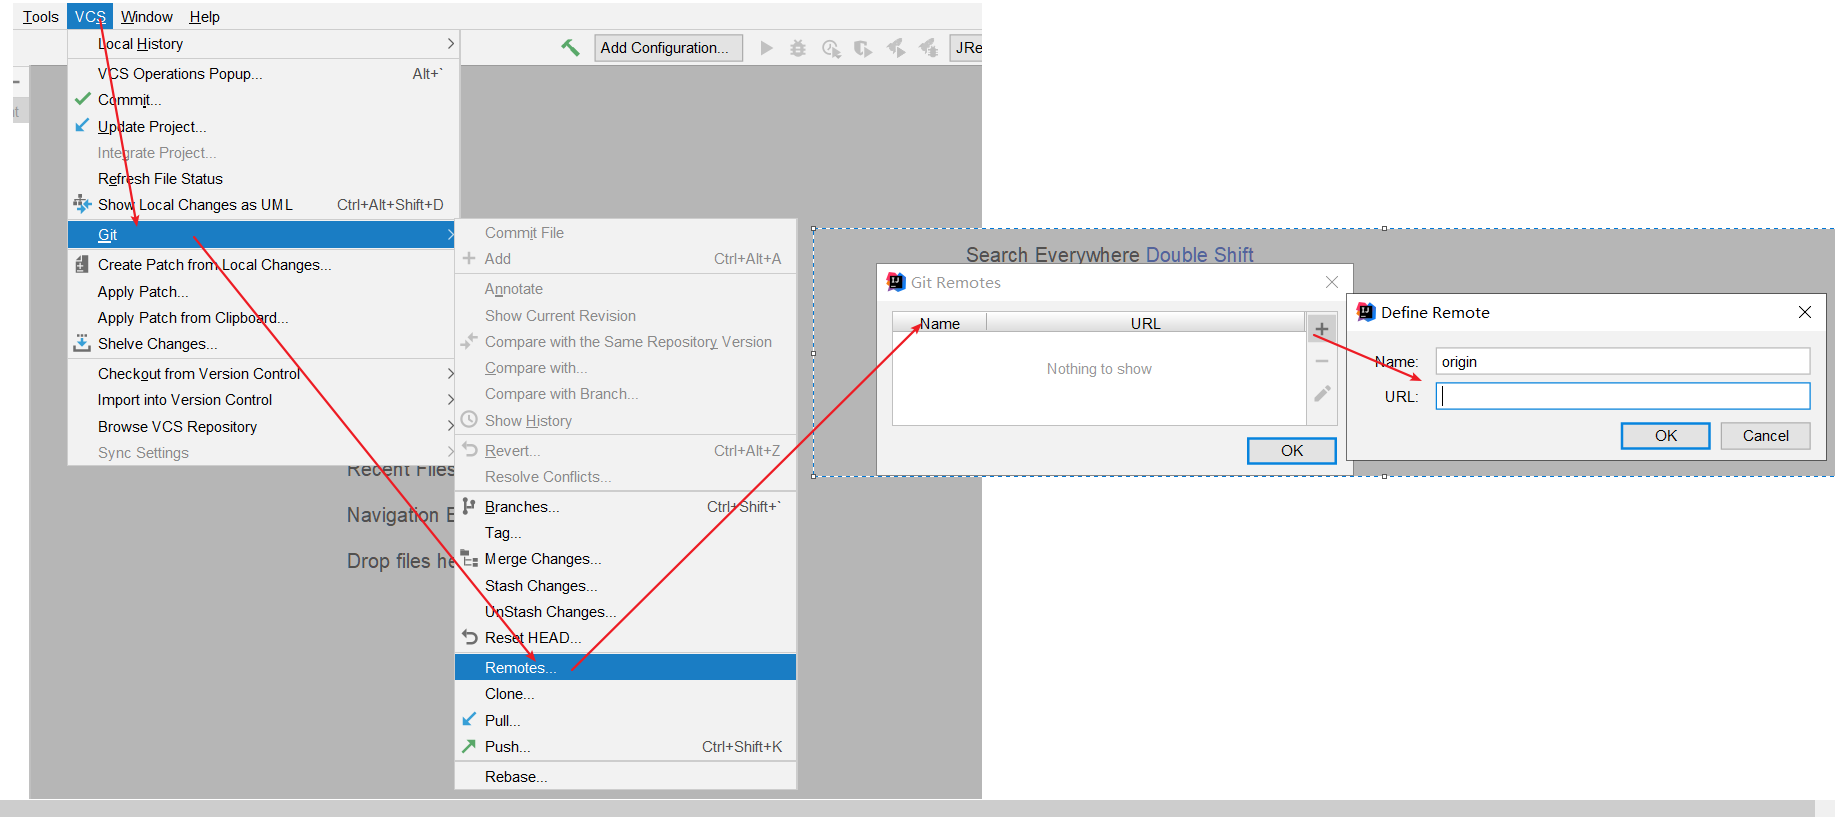 Tools VCS Window Help
Add Configuration...
JRe
Local History
VCS Operations Popup... Alt+`
Commit...
Update Project...
Integrate Project...
Refresh File Status
Show Local Changes as UML Ctrl+Alt+Shift+D
Git
Create Patch from Local Changes...
Apply Patch...
Apply Patch from Clipboard...
Shelve Changes...
Checkout from Version Control
Import into Version Control
Browse VCS Repository
Sync Settings
Recent Files
Navigation
Drop files
Commit File
Add Ctrl+Alt+A
Annotate
Show Current Revision
Compare with the Same Repository Version
Compare with...
Compare with Branch...
Show History
Revert... Ctrl+Alt+Z
Resolve Conflicts...
Branches... Ctrl+Shift+`
Tag...
Merge Changes...
Stash Changes...
UnStash Changes...
Reset HEAD...
Remotes...
Clone...
Pull...
Push... Ctrl+Shift+K
Rebase...
Search Everywhere Double Shift
Git Remotes
Name URL
Nothing to show
OK
Define Remote
Name: origin
URL:
OK Cancel